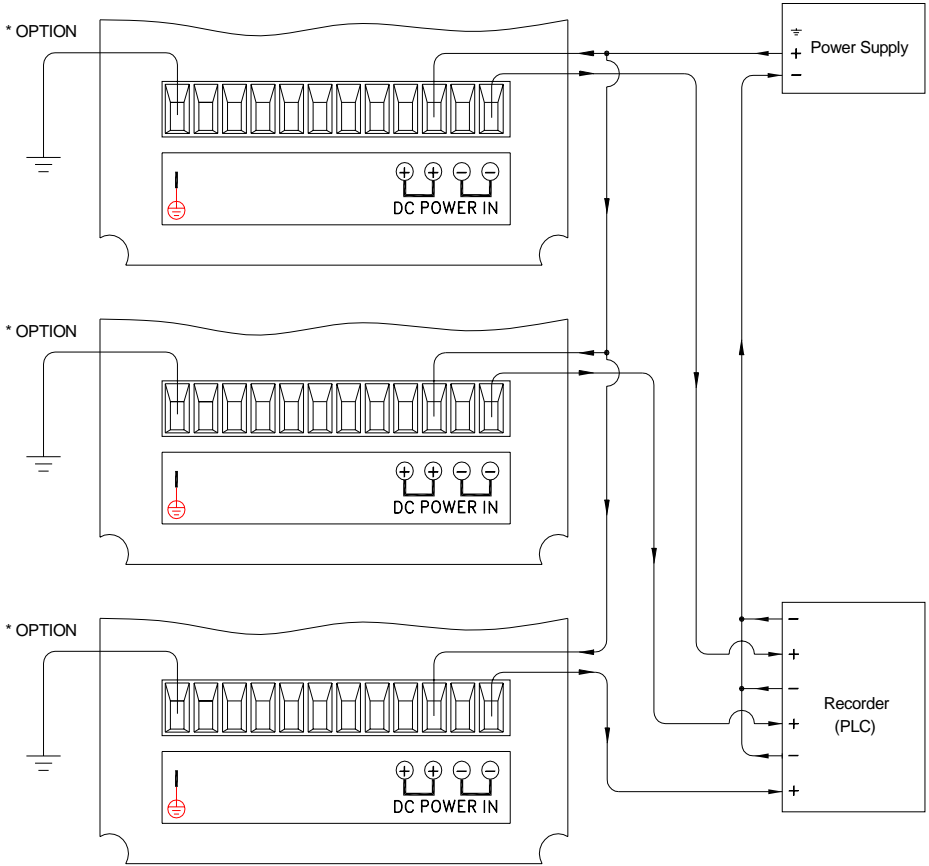 * OPTION
Power Supply
+
−
+ + − −
DC POWER IN
* OPTION
+ + − −
DC POWER IN
* OPTION
−
+
−
+
−
+
Recorder
(PLC)
+ + − −
DC POWER IN